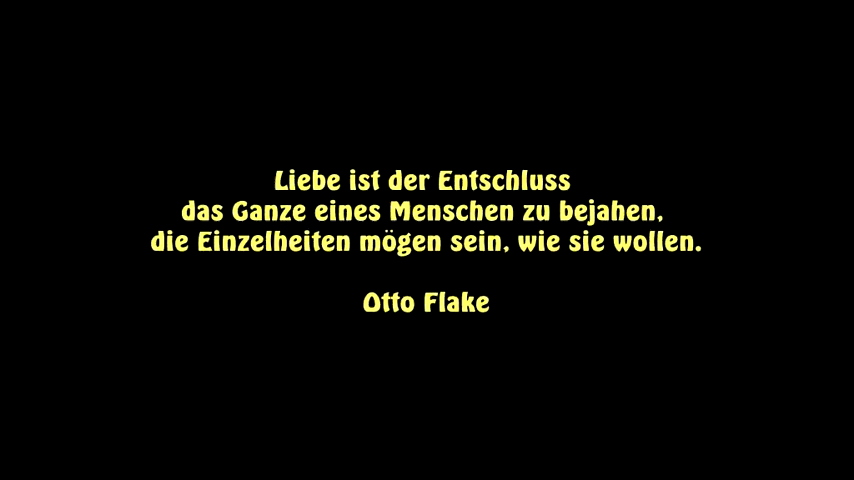 Liebe ist der Entschluss
das Ganze eines Menschen zu bejahen,
die Einzelheiten mögen sein, wie sie wollen.
Otto Flake